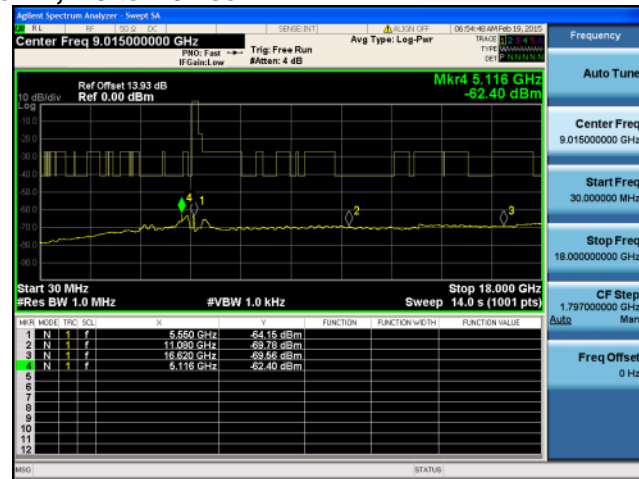 Agilent Spectrum Analyzer - Swept SA
RL RF 50 Ω DC SENSE:INT ALIGN OFF 06:54:48 AM Feb 19, 2015
Center Freq 9.015000000 GHz
PNO: Fast
IFGain:Low
Trig: Free Run
#Atten: 4 dB
Avg Type: Log-Pwr
TRACE 1 2 3 4 5 6
TYPE
DET P N N N N N
Ref Offset 13.93 dB
10 dB/div Ref 0.00 dBm
Log
Mkr4 5.116 GHz
-62.40 dBm
-10.0
-20.0
-30.0
-40.0
-50.0
-60.0
-70.0
-80.0
-90.0
4 1 2 3
Start 30 MHz Stop 18.000 GHz
#Res BW 1.0 MHz #VBW 1.0 kHz Sweep 14.0 s (1001 pts)
MKR MODE TRC SCL X Y FUNCTION FUNCTION WIDTH FUNCTION VALUE
1 N 1 f 5.550 GHz -64.15 dBm
2 N 1 f 11.080 GHz -69.78 dBm
3 N 1 f 16.620 GHz -69.56 dBm
4 N 1 f 5.116 GHz -62.40 dBm
5
6
7
8
9
10
11
12
MSG STATUS
Frequency
Auto Tune
Center Freq
9.015000000 GHz
Start Freq
30.000000 MHz
Stop Freq
18.000000000 GHz
CF Step
1.797000000 GHz
Auto Man
Freq Offset
0 Hz